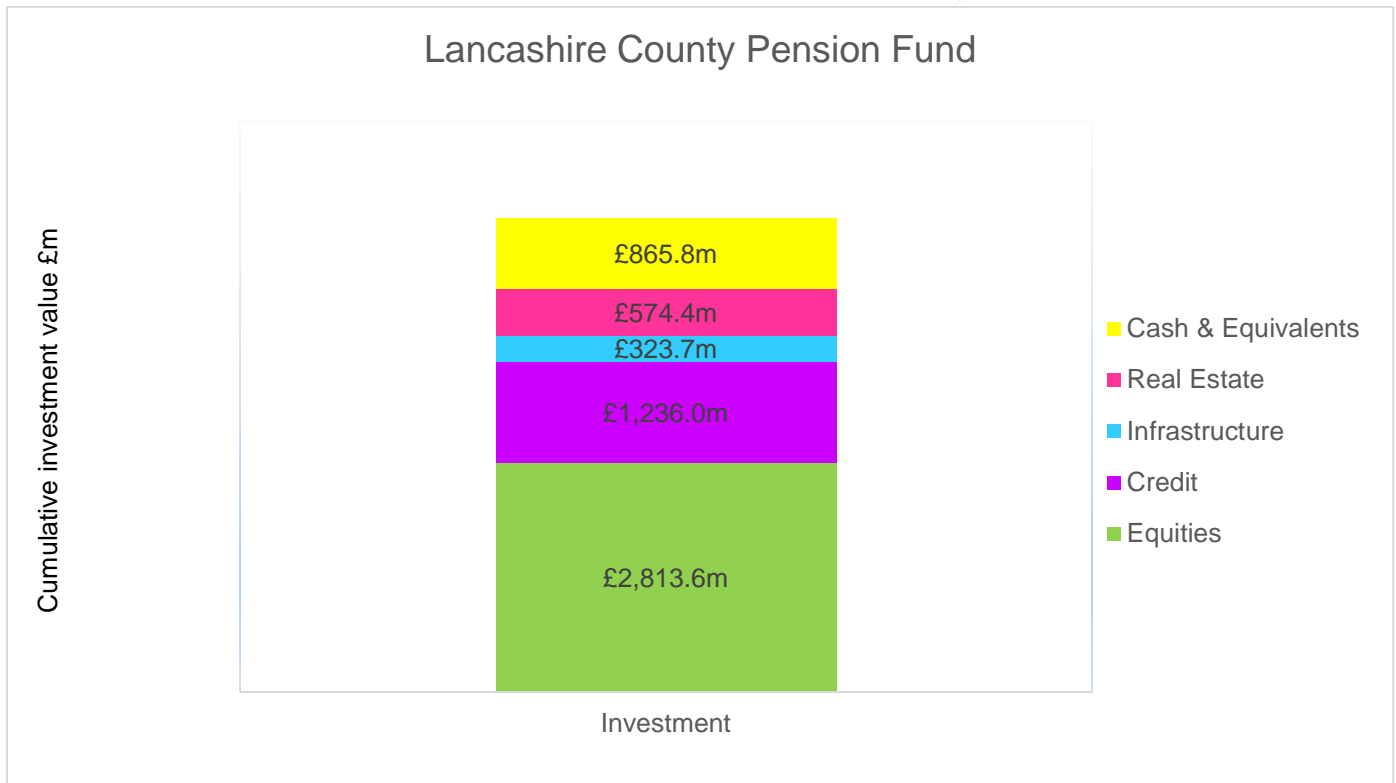 Lancashire County Pension Fund
Cumulative investment value £m
£865.8m
£574.4m
£323.7m
£1,236.0m
£2,813.6m
Investment
Cash & Equivalents
Real Estate
Infrastructure
Credit
Equities